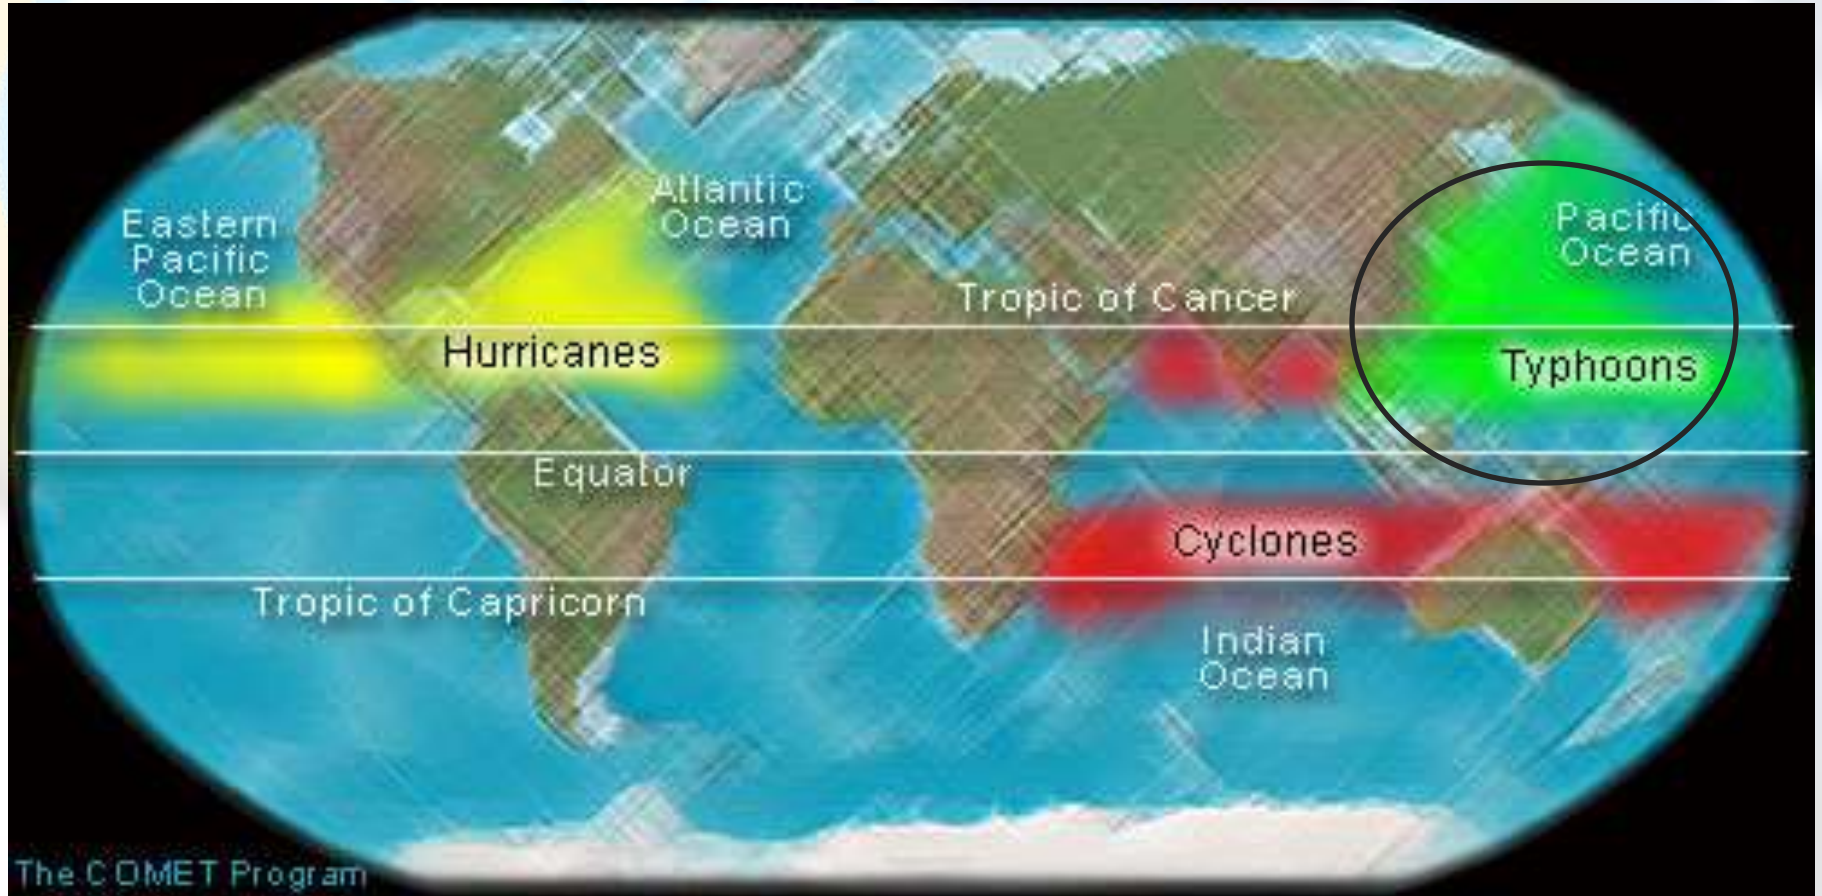 Atlantic
Ocean
Eastern
Pacific
Ocean
Pacific
Ocean
Tropic of Cancer
Hurricanes
Typhoons
Equator
Cyclones
Tropic of Capricorn
Indian
Ocean
The COMET Program